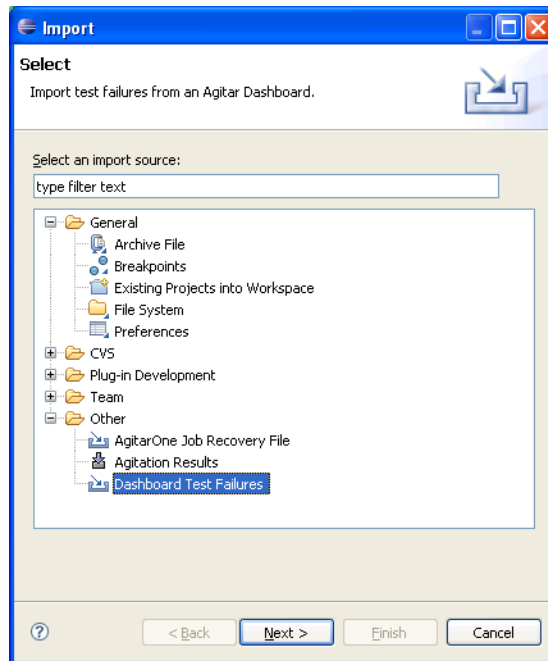 Import
Select
Import test failures from an Agitar Dashboard.
Select an import source:
type filter text
General
Archive File
Breakpoints
Existing Projects into Workspace
File System
Preferences
CVS
Plug-in Development
Team
Other
AgitarOne Job Recovery File
Agitation Results
Dashboard Test Failures
?
< Back Next > Finish Cancel